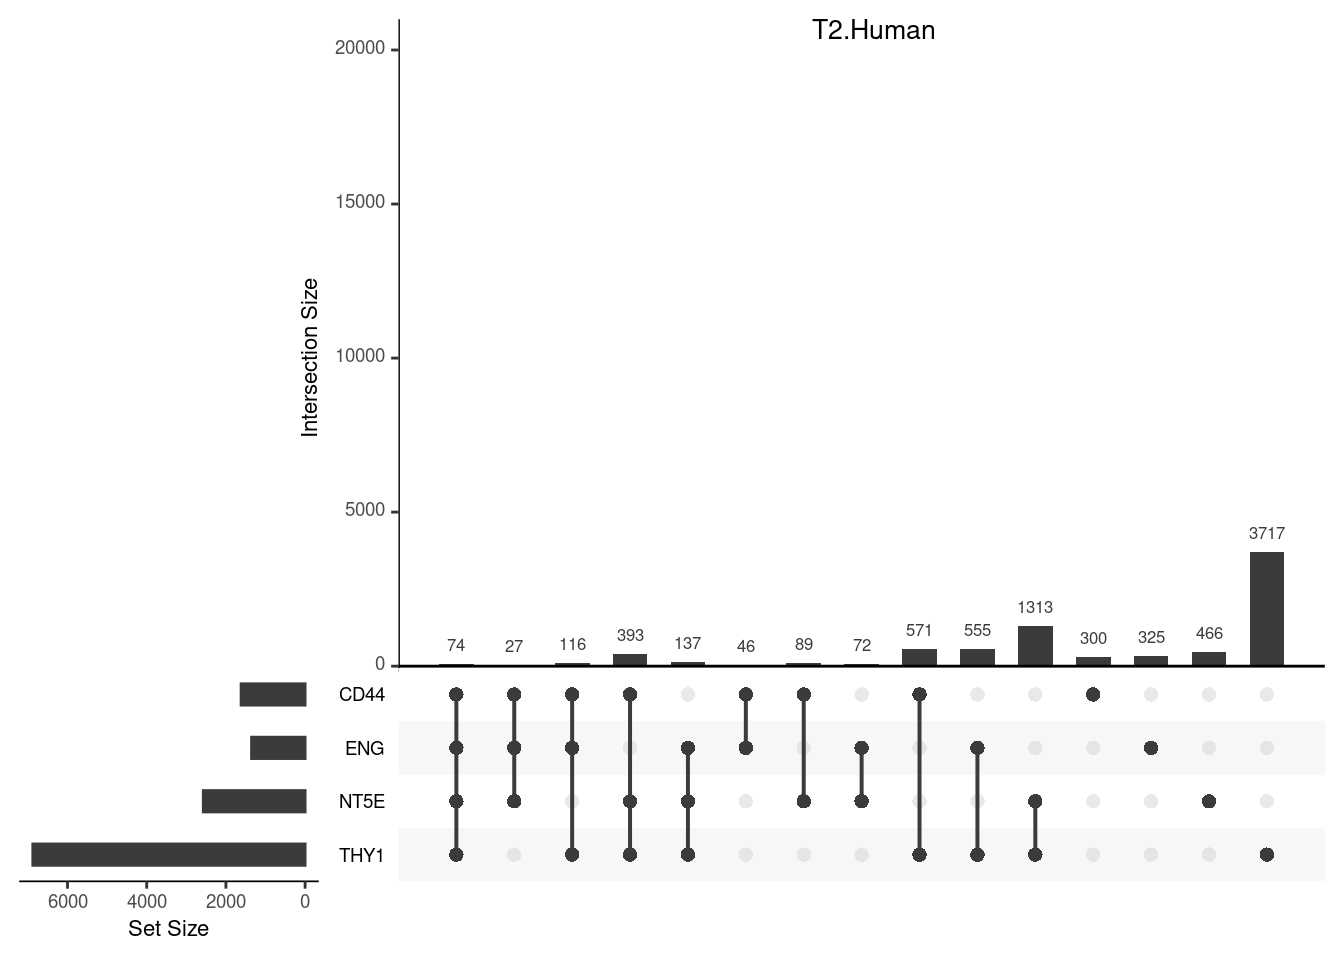 T2.Human
20000
15000
10000
5000
0
Intersection Size
74 27 116 393 137 46 89 72 571 555 1313 300 325 466 3717
CD44
ENG
NT5E
THY1
6000 4000 2000 0
Set Size